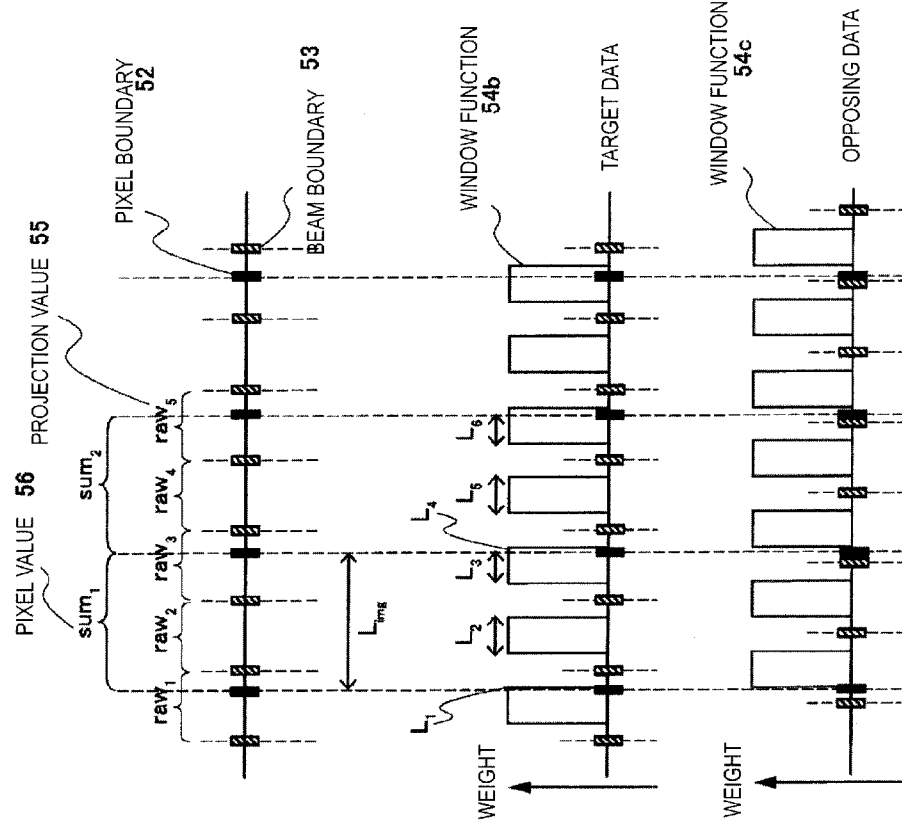 PIXEL VALUE 56
PROJECTION VALUE 55
PIXEL BOUNDARY
52
BEAM BOUNDARY 53
sum₁
sum₂
raw₁
raw₂
raw₃
raw₄
raw₅
Lᵢₘg
WINDOW FUNCTION
54b
TARGET DATA
L₁
L₂
L₃
L₄
L₆
L₆
WEIGHT
WINDOW FUNCTION
54c
OPPOSING DATA
WEIGHT